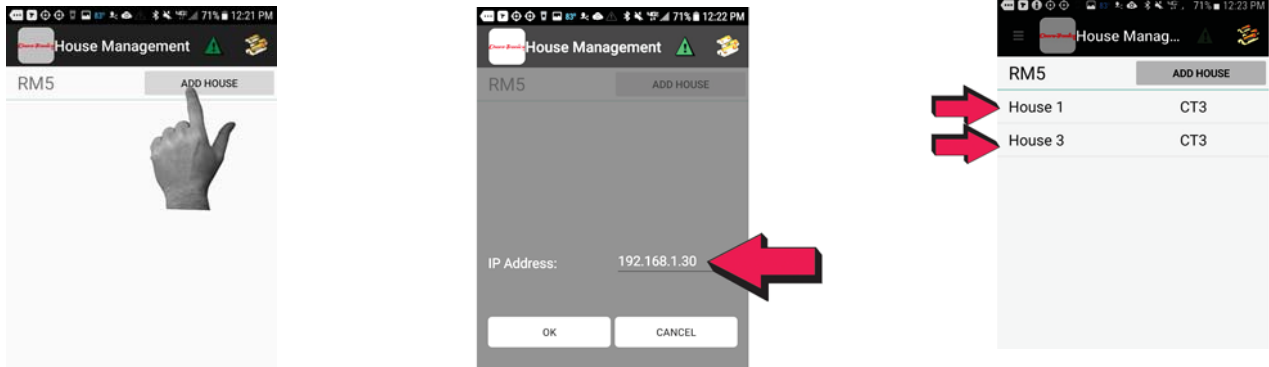 71% 12:21 PM
House Management
RM5 ADD HOUSE
83° 71% 12:22 PM
House Management
RM5 ADD HOUSE
IP Address: 192.168.1.30
OK CANCEL
71% 12:23 PM
House Manag...
RM5 ADD HOUSE
House 1 CT3
House 3 CT3